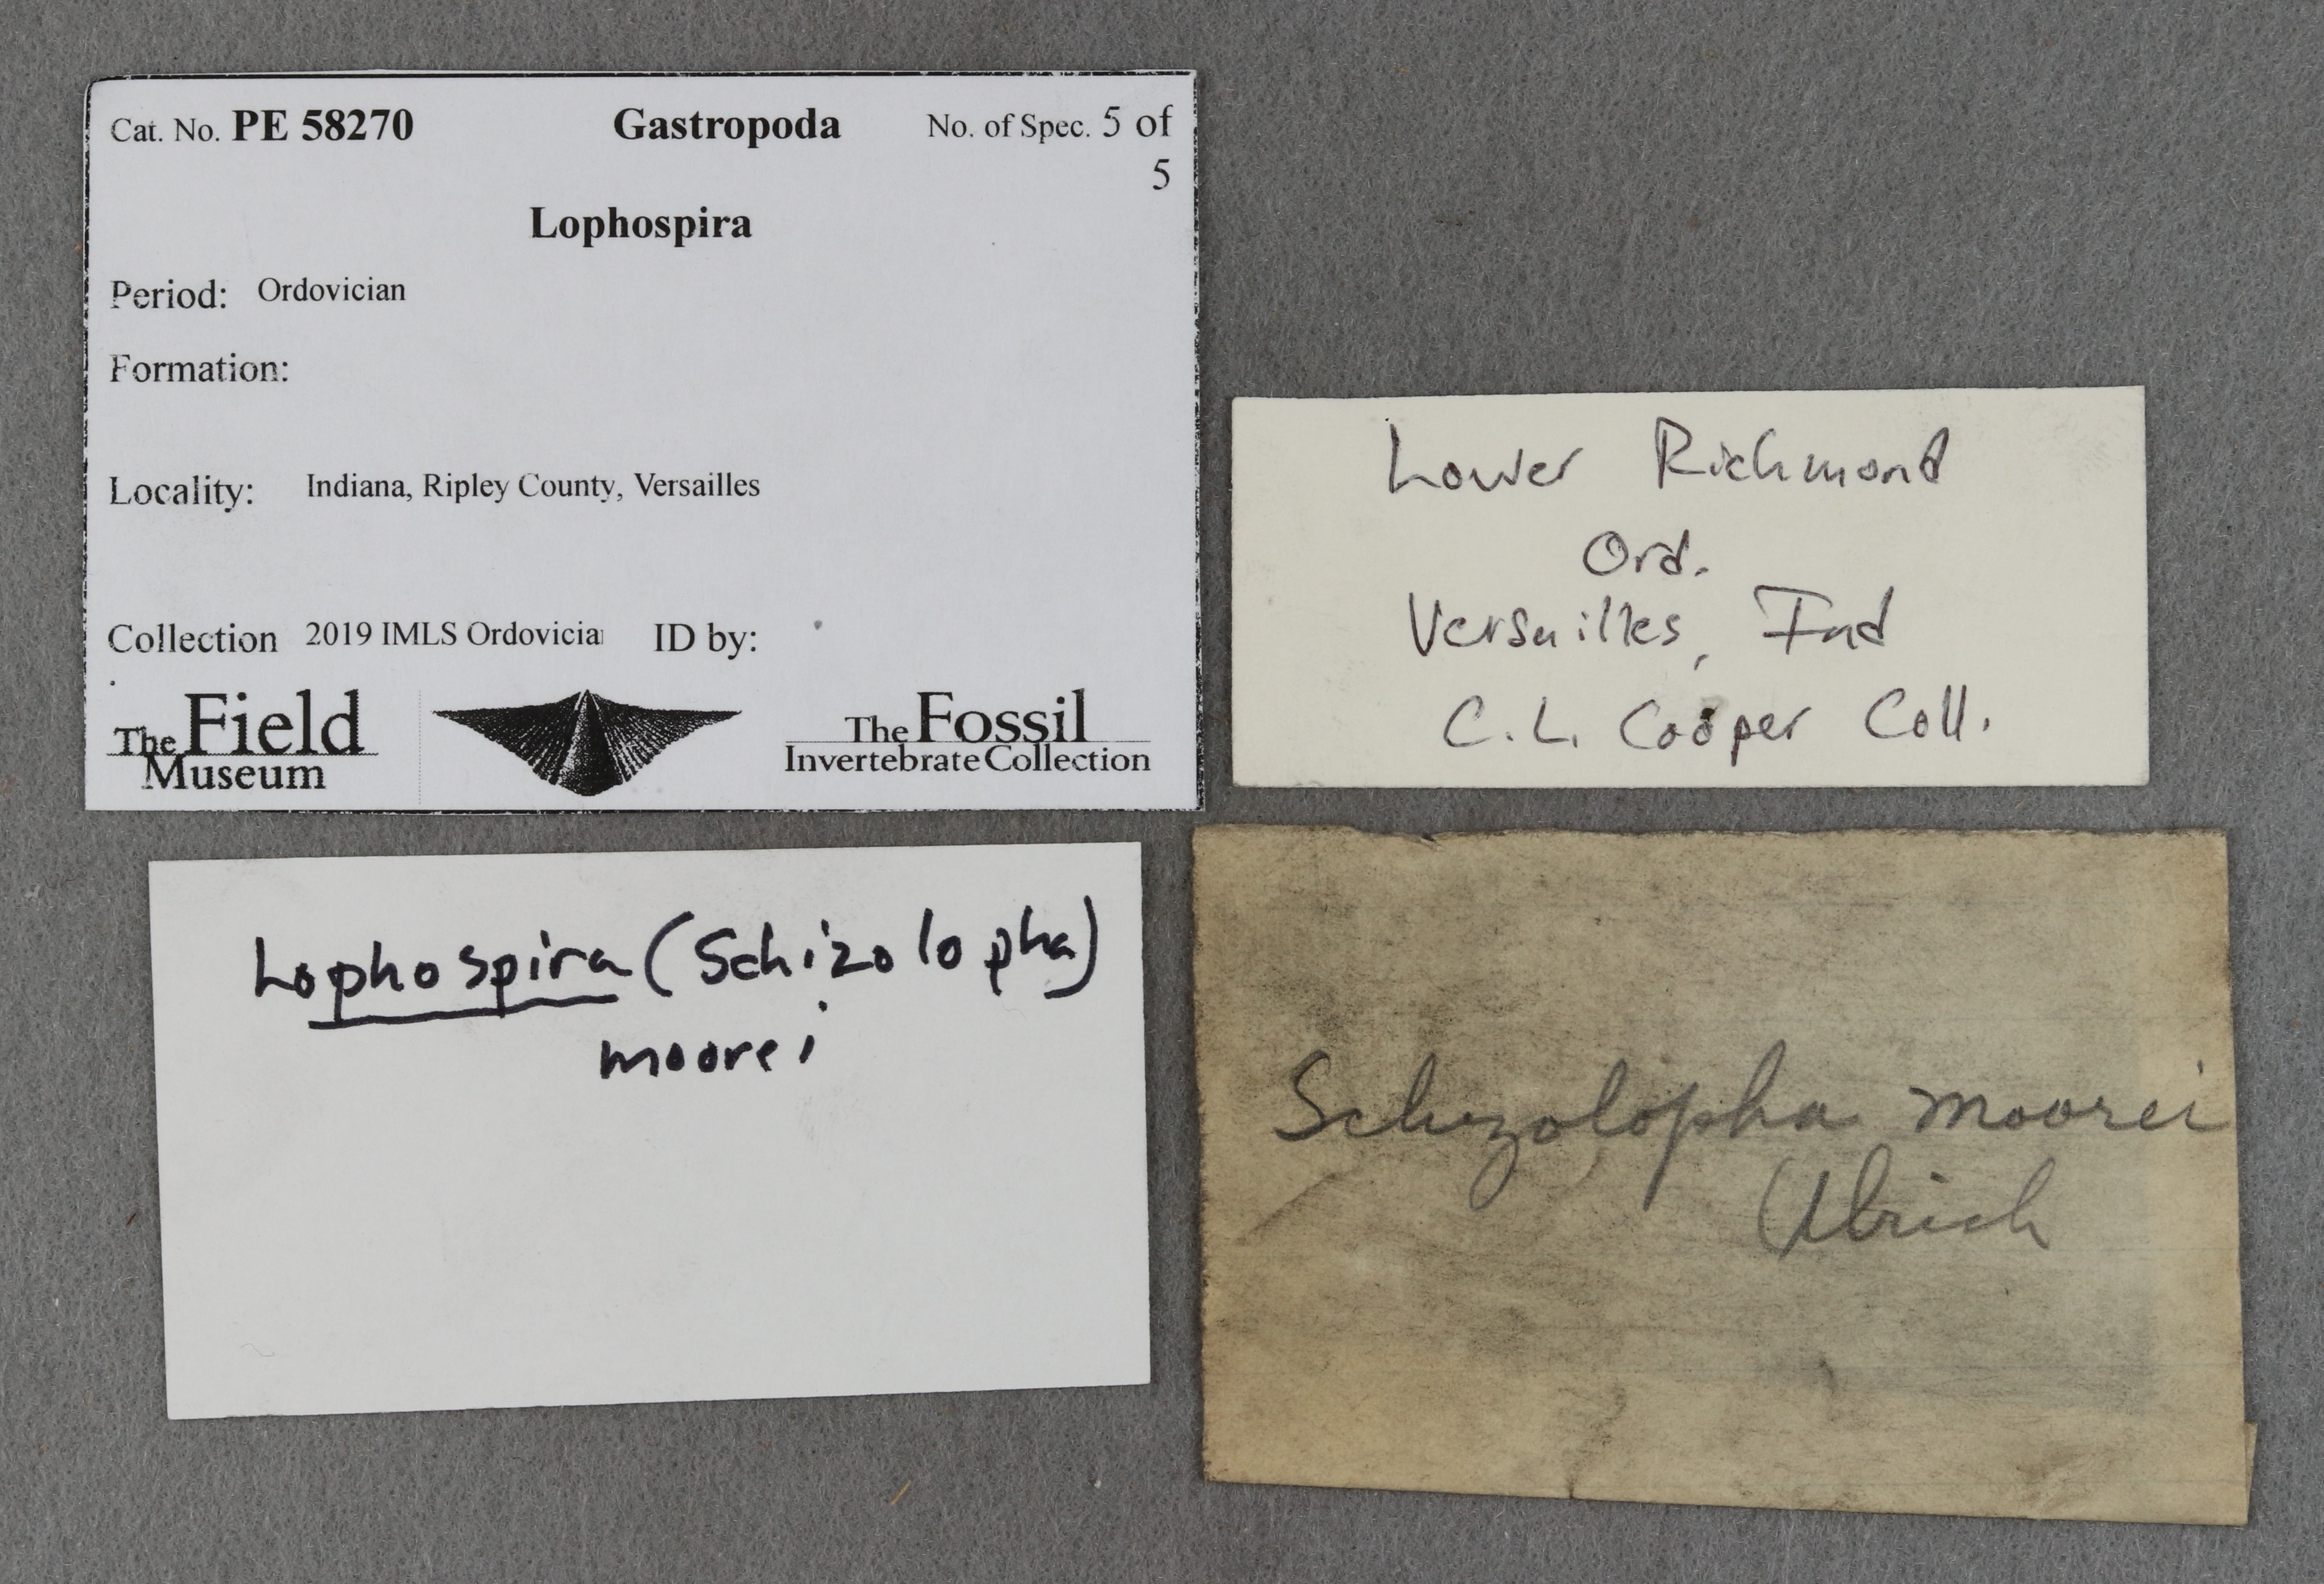 Cat. No. PE 58270 Gastropoda No. of Spec. 5 of
5
Lophospira
Period: Ordovician
Formation:
Locality: Indiana, Ripley County, Versailles
Collection 2019 IMLS Ordovicia ID by:
The Field
Museum
The Fossil
Invertebrate Collection
Lower Richmond
Ord.
Versailles, Ind
C.L. Cooper Coll.
Lophospira (Schizolopha)
moorei
Schizolopha moorei
Ulrich